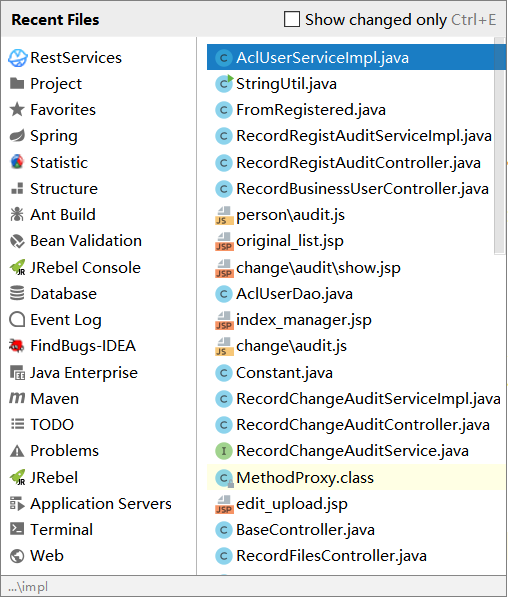 Recent Files
Show changed only Ctrl+E
RestServices
Project
Favorites
Spring
Statistic
Structure
Ant Build
Bean Validation
JRebel Console
Database
Event Log
FindBugs-IDEA
Java Enterprise
Maven
TODO
Problems
JRebel
Application Servers
Terminal
Web
AclUserServiceImpl.java
StringUtil.java
FromRegistered.java
RecordRegistAuditServiceImpl.java
RecordRegistAuditController.java
RecordBusinessUserController.java
person\audit.js
original_list.jsp
change\audit\show.jsp
AclUserDao.java
index_manager.jsp
change\audit.js
Constant.java
RecordChangeAuditServiceImpl.java
RecordChangeAuditController.java
RecordChangeAuditService.java
MethodProxy.class
edit_upload.jsp
BaseController.java
RecordFilesController.java
...\impl